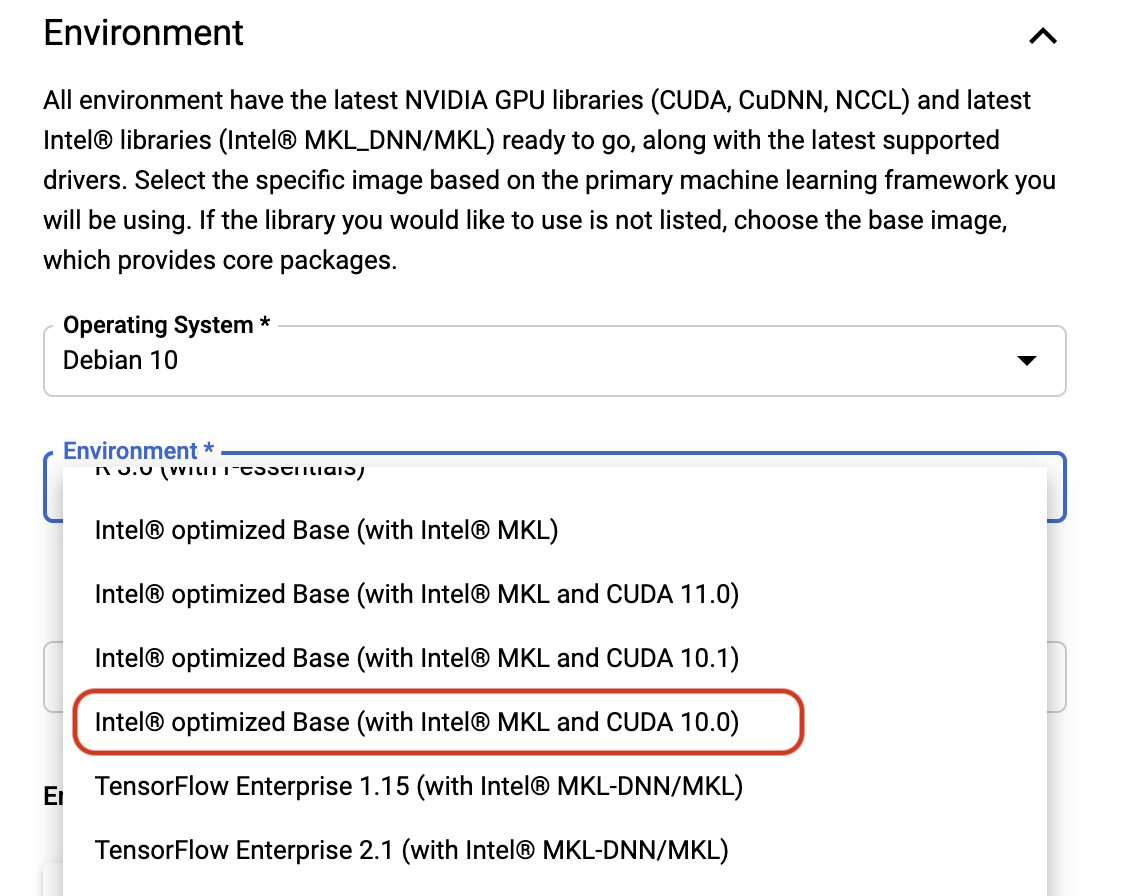 Environment
All environment have the latest NVIDIA GPU libraries (CUDA, CuDNN, NCCL) and latest
Intel® libraries (Intel® MKL_DNN/MKL) ready to go, along with the latest supported
drivers. Select the specific image based on the primary machine learning framework you
will be using. If the library you would like to use is not listed, choose the base image,
which provides core packages.
Operating System *
Debian 10
Environment *
R 3.6 (with r-essentials)
Intel® optimized Base (with Intel® MKL)
Intel® optimized Base (with Intel® MKL and CUDA 11.0)
Intel® optimized Base (with Intel® MKL and CUDA 10.1)
Intel® optimized Base (with Intel® MKL and CUDA 10.0)
TensorFlow Enterprise 1.15 (with Intel® MKL-DNN/MKL)
TensorFlow Enterprise 2.1 (with Intel® MKL-DNN/MKL)